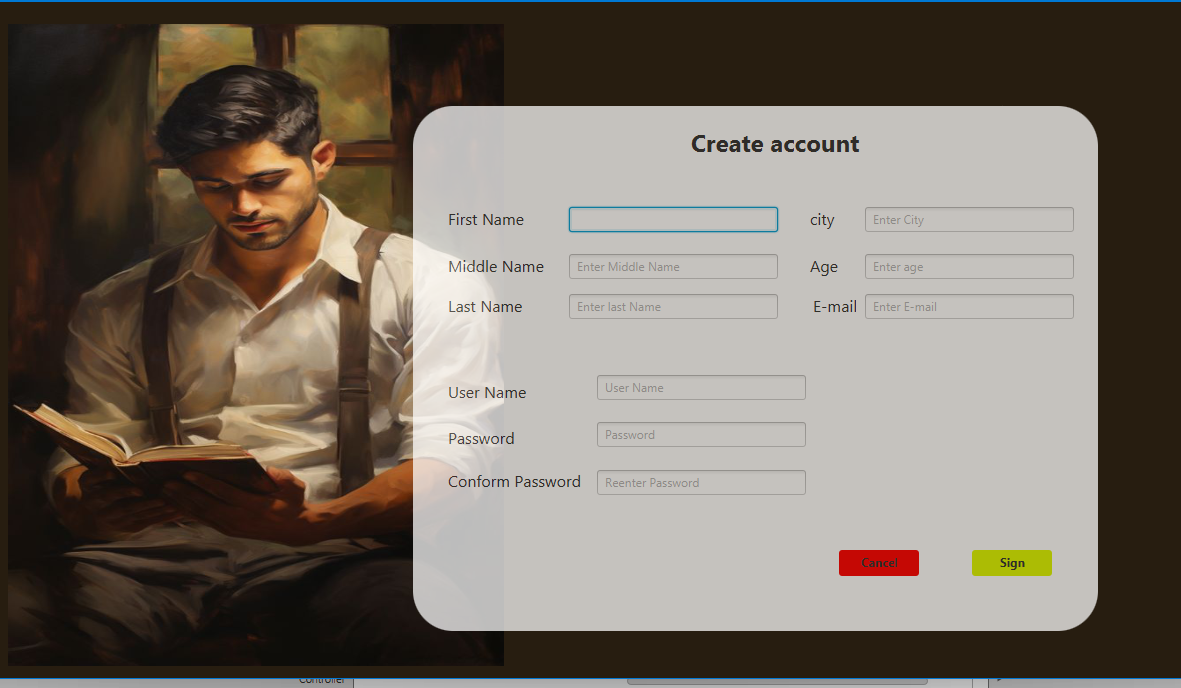 Create account
First Name
city Enter City
Middle Name Enter Middle Name Age Enter age
Last Name Enter last Name E-mail Enter E-mail
User Name User Name
Password Password
Conform Password Reenter Password
Cancel Sign
Controller